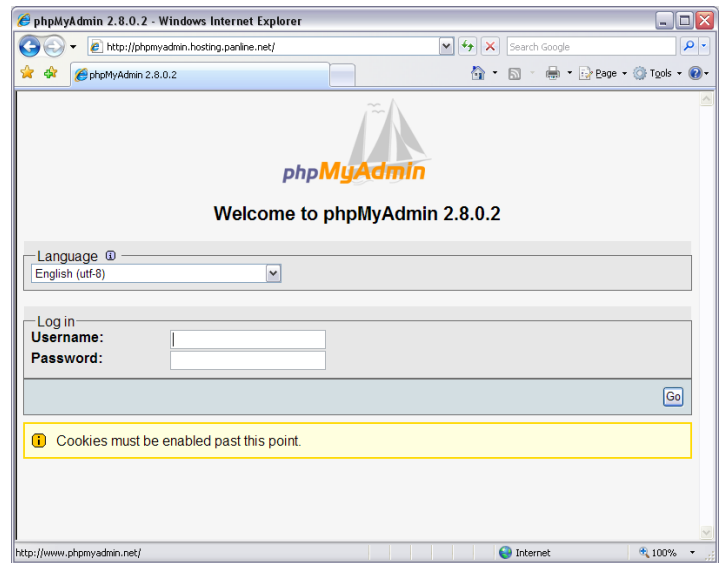 phpMyAdmin 2.8.0.2 - Windows Internet Explorer
http://phpmyadmin.hosting.panline.net/
Search Google
phpMyAdmin 2.8.0.2
Page
Tools
phpMyAdmin
Welcome to phpMyAdmin 2.8.0.2
Language
English (utf-8)
Log in
Username:
Password:
Go
Cookies must be enabled past this point.
http://www.phpmyadmin.net/
Internet
100%